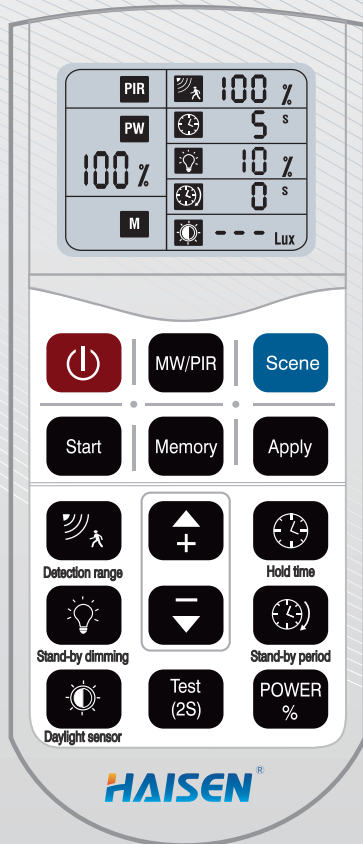 PIR
100 %
PW
5 s
100 %
10 %
0 s
M
--- Lux
MW/PIR
Scene
Start
Memory
Apply
+
Detection range
Hold time
−
Stand-by dimming
Stand-by period
Test
(2S)
POWER
%
Daylight sensor
HAISEN®